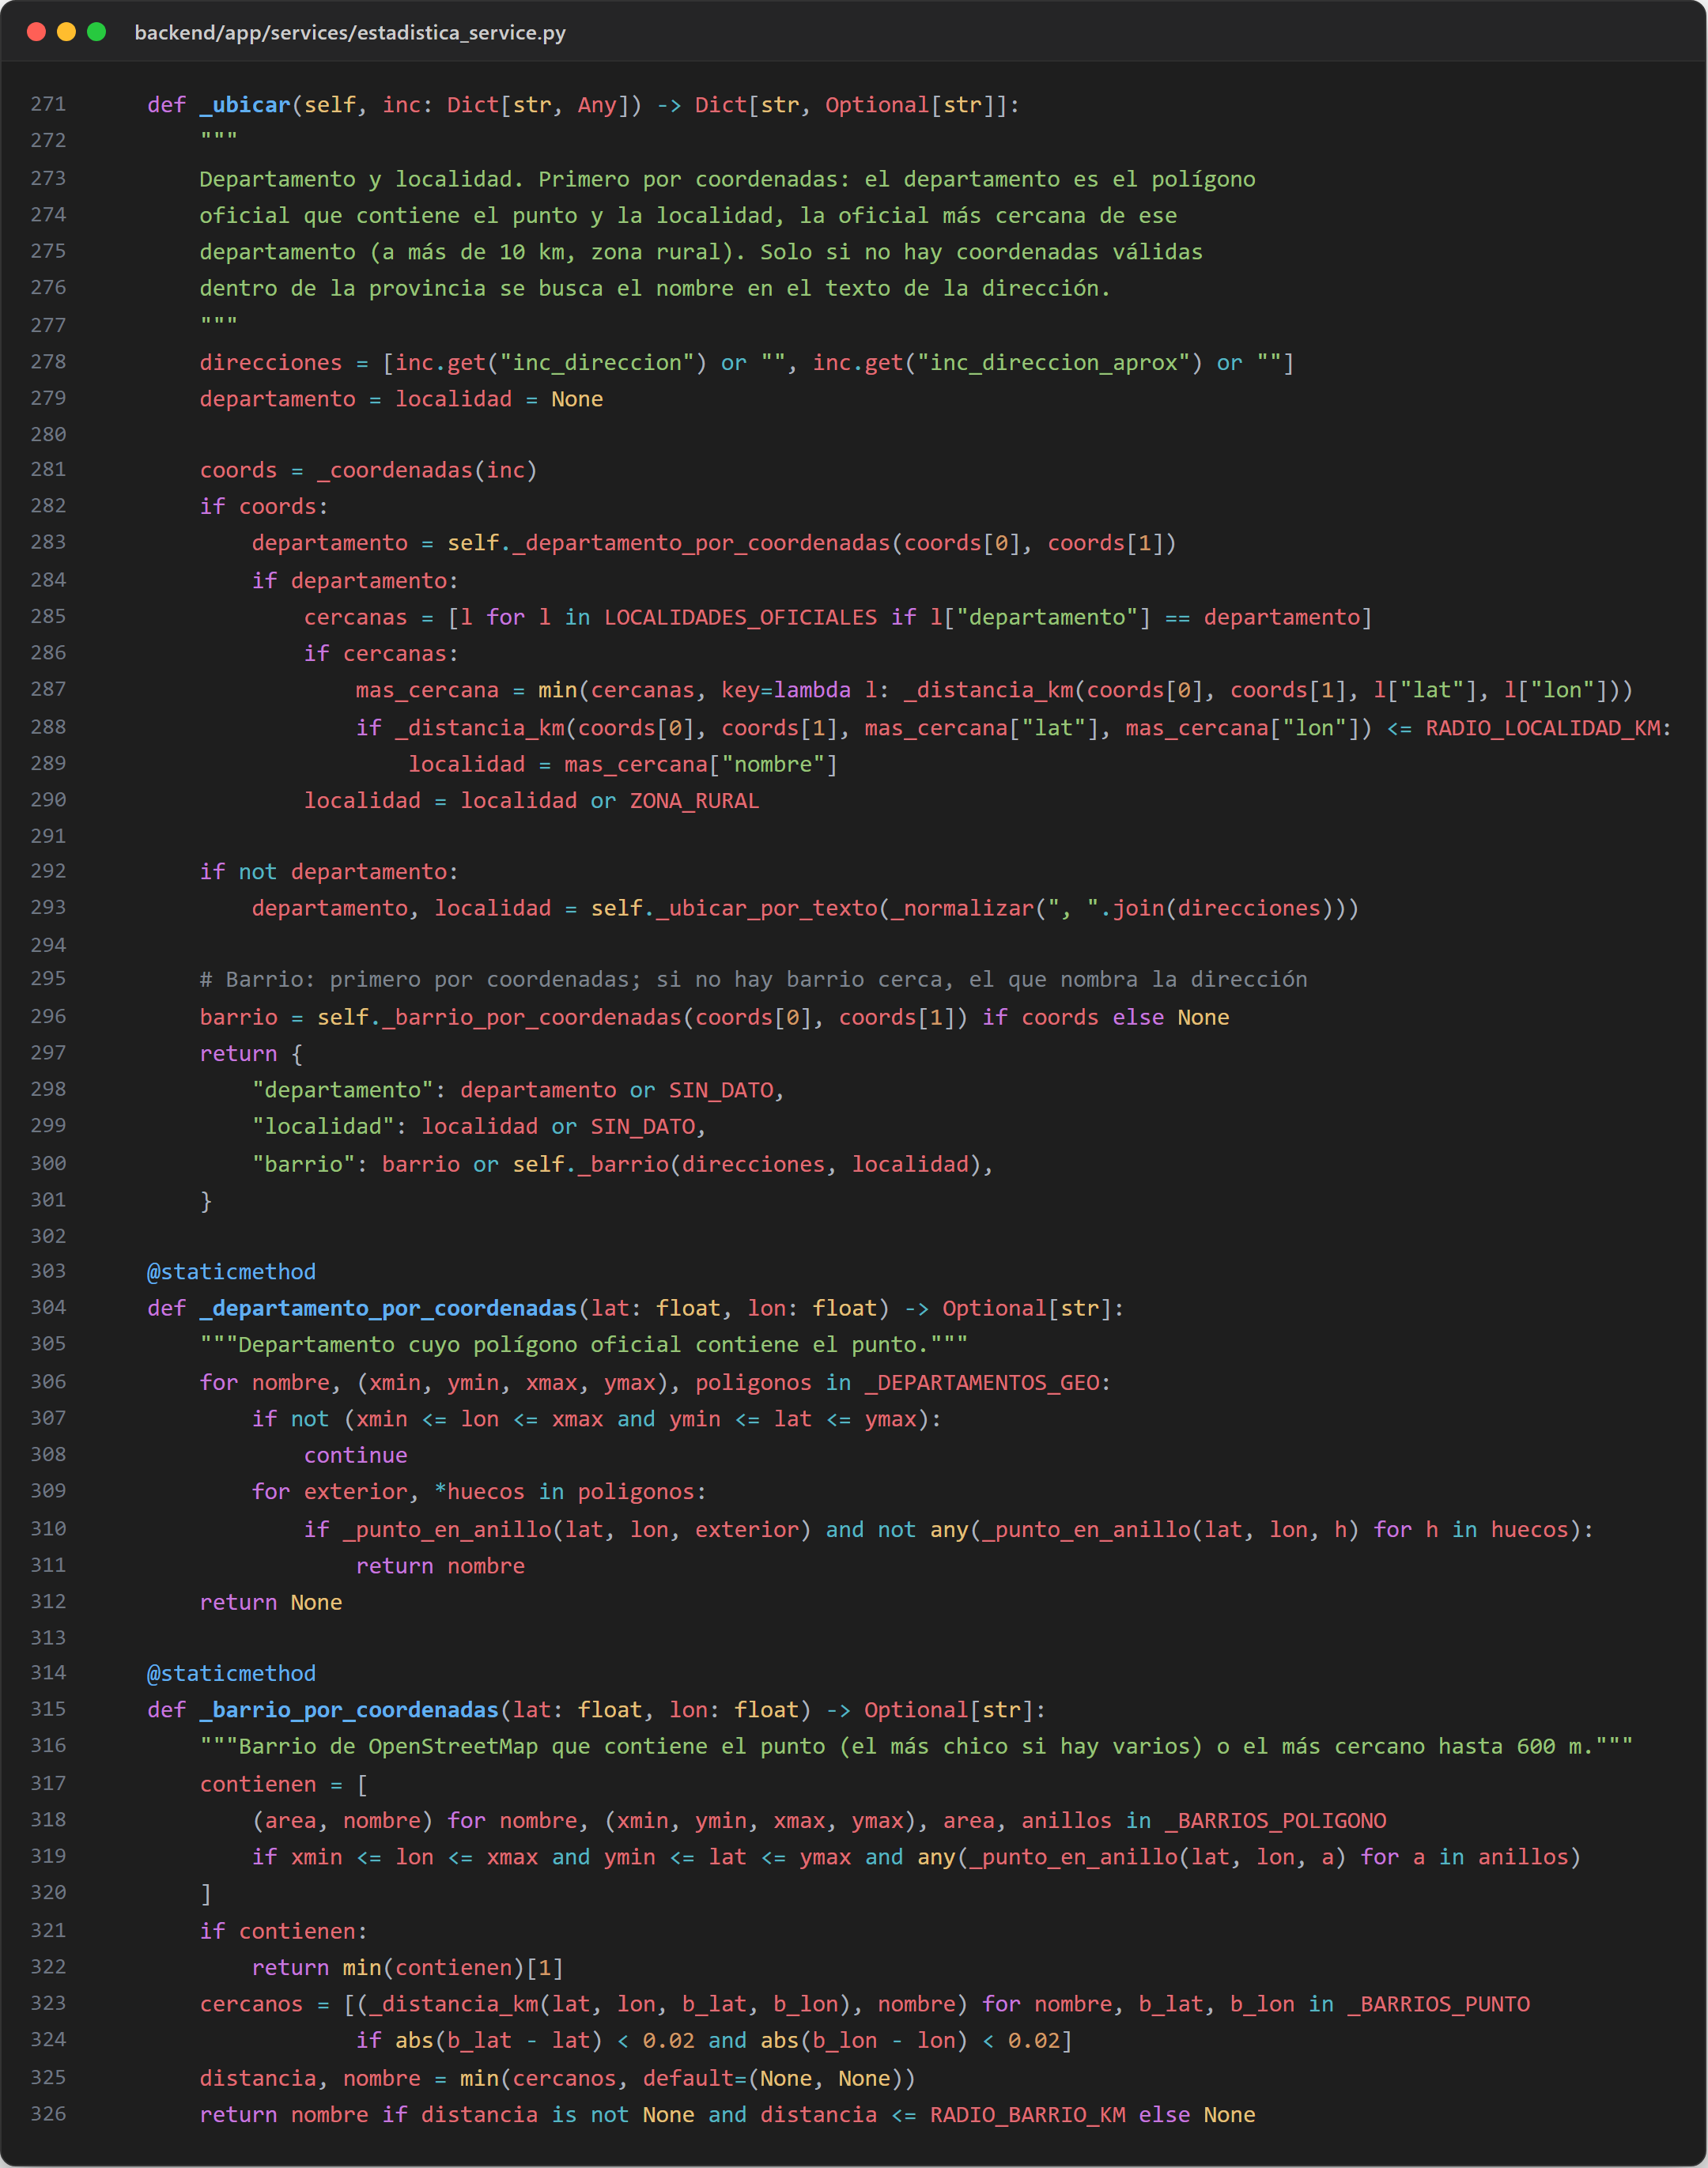 backend/app/services/estadistica_service.py
271     def _ubicar(self, inc: Dict[str, Any]) -> Dict[str, Optional[str]]:
272         """
273         Departamento y localidad. Primero por coordenadas: el departamento es el polígono
274         oficial que contiene el punto y la localidad, la oficial más cercana de ese
275         departamento (a más de 10 km, zona rural). Solo si no hay coordenadas válidas
276         dentro de la provincia se busca el nombre en el texto de la dirección.
277         """
278         direcciones = [inc.get("inc_direccion") or "", inc.get("inc_direccion_aprox") or ""]
279         departamento = localidad = None
280
281         coords = _coordenadas(inc)
282         if coords:
283             departamento = self._departamento_por_coordenadas(coords[0], coords[1])
284             if departamento:
285                 cercanas = [l for l in LOCALIDADES_OFICIALES if l["departamento"] == departamento]
286                 if cercanas:
287                     mas_cercana = min(cercanas, key=lambda l: _distancia_km(coords[0], coords[1], l["lat"], l["lon"]))
288                     if _distancia_km(coords[0], coords[1], mas_cercana["lat"], mas_cercana["lon"]) <= RADIO_LOCALIDAD_KM:
289                         localidad = mas_cercana["nombre"]
290                 localidad = localidad or ZONA_RURAL
291
292         if not departamento:
293             departamento, localidad = self._ubicar_por_texto(_normalizar(", ".join(direcciones)))
294
295         # Barrio: primero por coordenadas; si no hay barrio cerca, el que nombra la dirección
296         barrio = self._barrio_por_coordenadas(coords[0], coords[1]) if coords else None
297         return {
298             "departamento": departamento or SIN_DATO,
299             "localidad": localidad or SIN_DATO,
300             "barrio": barrio or self._barrio(direcciones, localidad),
301         }
302
303     @staticmethod
304     def _departamento_por_coordenadas(lat: float, lon: float) -> Optional[str]:
305         """Departamento cuyo polígono oficial contiene el punto."""
306         for nombre, (xmin, ymin, xmax, ymax), poligonos in _DEPARTAMENTOS_GEO:
307             if not (xmin <= lon <= xmax and ymin <= lat <= ymax):
308                 continue
309             for exterior, *huecos in poligonos:
310                 if _punto_en_anillo(lat, lon, exterior) and not any(_punto_en_anillo(lat, lon, h) for h in huecos):
311                     return nombre
312         return None
313
314     @staticmethod
315     def _barrio_por_coordenadas(lat: float, lon: float) -> Optional[str]:
316         """Barrio de OpenStreetMap que contiene el punto (el más chico si hay varios) o el más cercano hasta 600 m."""
317         contienen = [
318             (area, nombre) for nombre, (xmin, ymin, xmax, ymax), area, anillos in _BARRIOS_POLIGONO
319             if xmin <= lon <= xmax and ymin <= lat <= ymax and any(_punto_en_anillo(lat, lon, a) for a in anillos)
320         ]
321         if contienen:
322             return min(contienen)[1]
323         cercanos = [(_distancia_km(lat, lon, b_lat, b_lon), nombre) for nombre, b_lat, b_lon in _BARRIOS_PUNTO
324                     if abs(b_lat - lat) < 0.02 and abs(b_lon - lon) < 0.02]
325         distancia, nombre = min(cercanos, default=(None, None))
326         return nombre if distancia is not None and distancia <= RADIO_BARRIO_KM else None